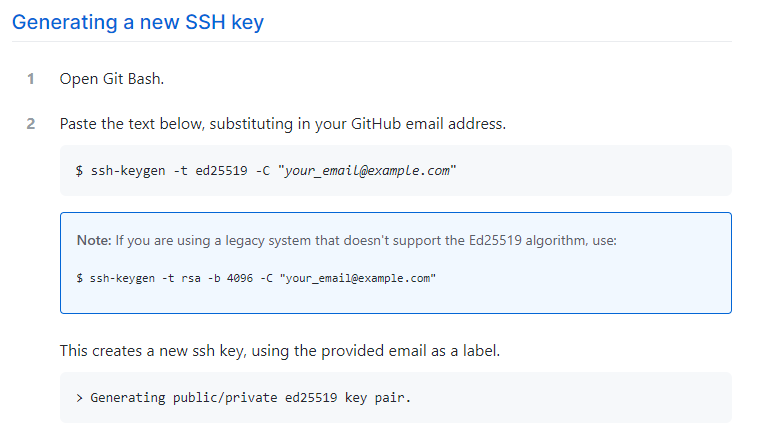 Generating a new SSH key
1 Open Git Bash.
2 Paste the text below, substituting in your GitHub email address.
$ ssh-keygen -t ed25519 -C "your_email@example.com"
Note: If you are using a legacy system that doesn't support the Ed25519 algorithm, use:
$ ssh-keygen -t rsa -b 4096 -C "your_email@example.com"
This creates a new ssh key, using the provided email as a label.
> Generating public/private ed25519 key pair.